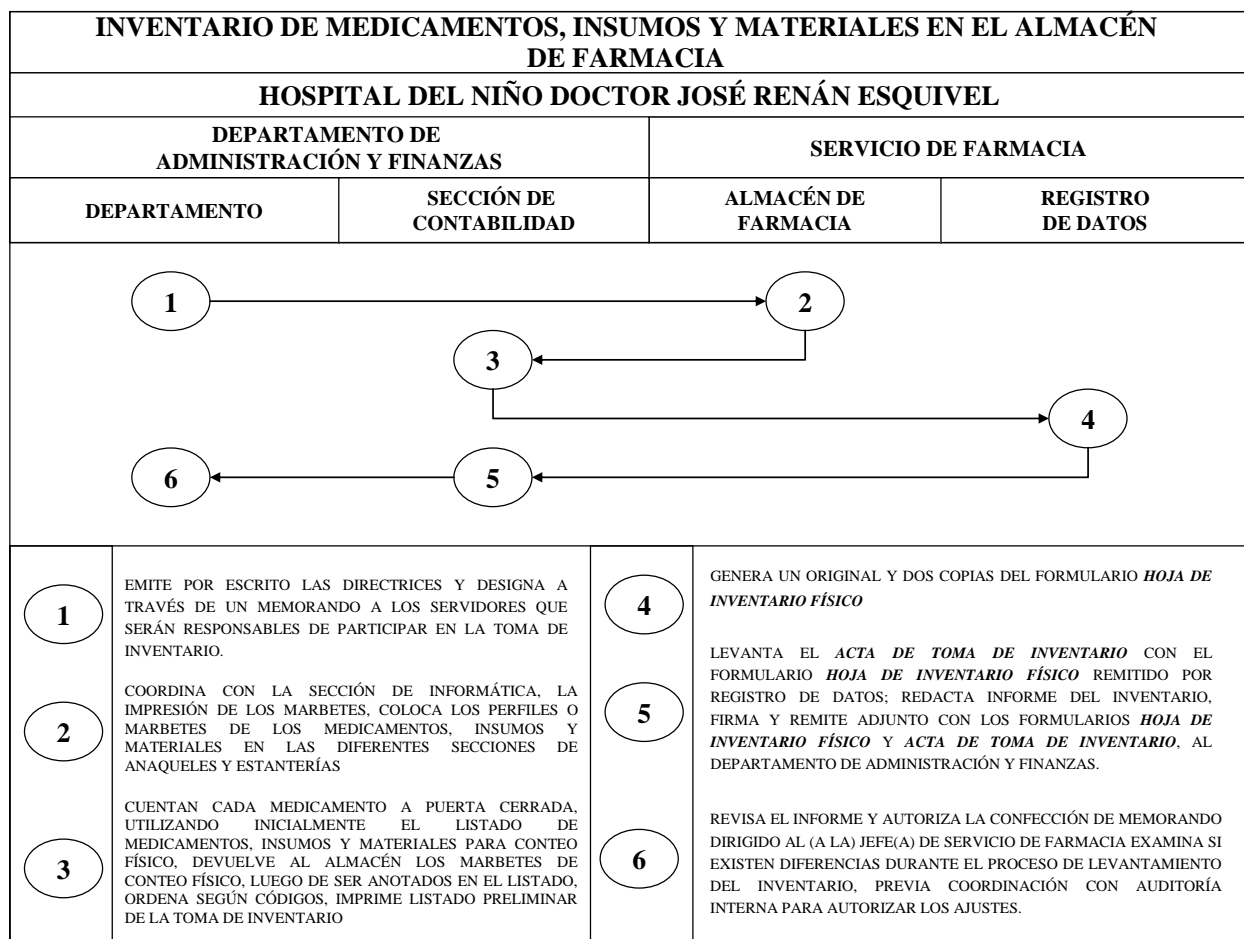 INVENTARIO DE MEDICAMENTOS, INSUMOS Y MATERIALES EN EL ALMACÉN
DE FARMACIA
HOSPITAL DEL NIÑO DOCTOR JOSÉ RENÁN ESQUIVEL
DEPARTAMENTO DE
ADMINISTRACIÓN Y FINANZAS
SERVICIO DE FARMACIA
DEPARTAMENTO
SECCIÓN DE
CONTABILIDAD
ALMACÉN DE
FARMACIA
REGISTRO
DE DATOS
1
2
3
4
6
5
1
EMITE POR ESCRITO LAS DIRECTRICES Y DESIGNA A
TRAVÉS DE UN MEMORANDO A LOS SERVIDORES QUE
SERÁN RESPONSABLES DE PARTICIPAR EN LA TOMA DE
INVENTARIO.
2
COORDINA CON LA SECCIÓN DE INFORMÁTICA, LA
IMPRESIÓN DE LOS MARBETES, COLOCA LOS PERFILES O
MARBETES DE LOS MEDICAMENTOS, INSUMOS Y
MATERIALES EN LAS DIFERENTES SECCIONES DE
ANAQUELES Y ESTANTERÍAS
3
CUENTAN CADA MEDICAMENTO A PUERTA CERRADA,
UTILIZANDO INICIALMENTE EL LISTADO DE
MEDICAMENTOS, INSUMOS Y MATERIALES PARA CONTEO
FÍSICO, DEVUELVE AL ALMACÉN LOS MARBETES DE
CONTEO FÍSICO, LUEGO DE SER ANOTADOS EN EL LISTADO,
ORDENA SEGÚN CÓDIGOS, IMPRIME LISTADO PRELIMINAR
DE LA TOMA DE INVENTARIO
4
GENERA UN ORIGINAL Y DOS COPIAS DEL FORMULARIO HOJA DE
INVENTARIO FÍSICO
5
LEVANTA EL ACTA DE TOMA DE INVENTARIO CON EL
FORMULARIO HOJA DE INVENTARIO FÍSICO REMITIDO POR
REGISTRO DE DATOS; REDACTA INFORME DEL INVENTARIO,
FIRMA Y REMITE ADJUNTO CON LOS FORMULARIOS HOJA DE
INVENTARIO FÍSICO Y ACTA DE TOMA DE INVENTARIO, AL
DEPARTAMENTO DE ADMINISTRACIÓN Y FINANZAS.
6
REVISA EL INFORME Y AUTORIZA LA CONFECCIÓN DE MEMORANDO
DIRIGIDO AL (A LA) JEFE(A) DE SERVICIO DE FARMACIA EXAMINA SI
EXISTEN DIFERENCIAS DURANTE EL PROCESO DE LEVANTAMIENTO
DEL INVENTARIO, PREVIA COORDINACIÓN CON AUDITORÍA
INTERNA PARA AUTORIZAR LOS AJUSTES.